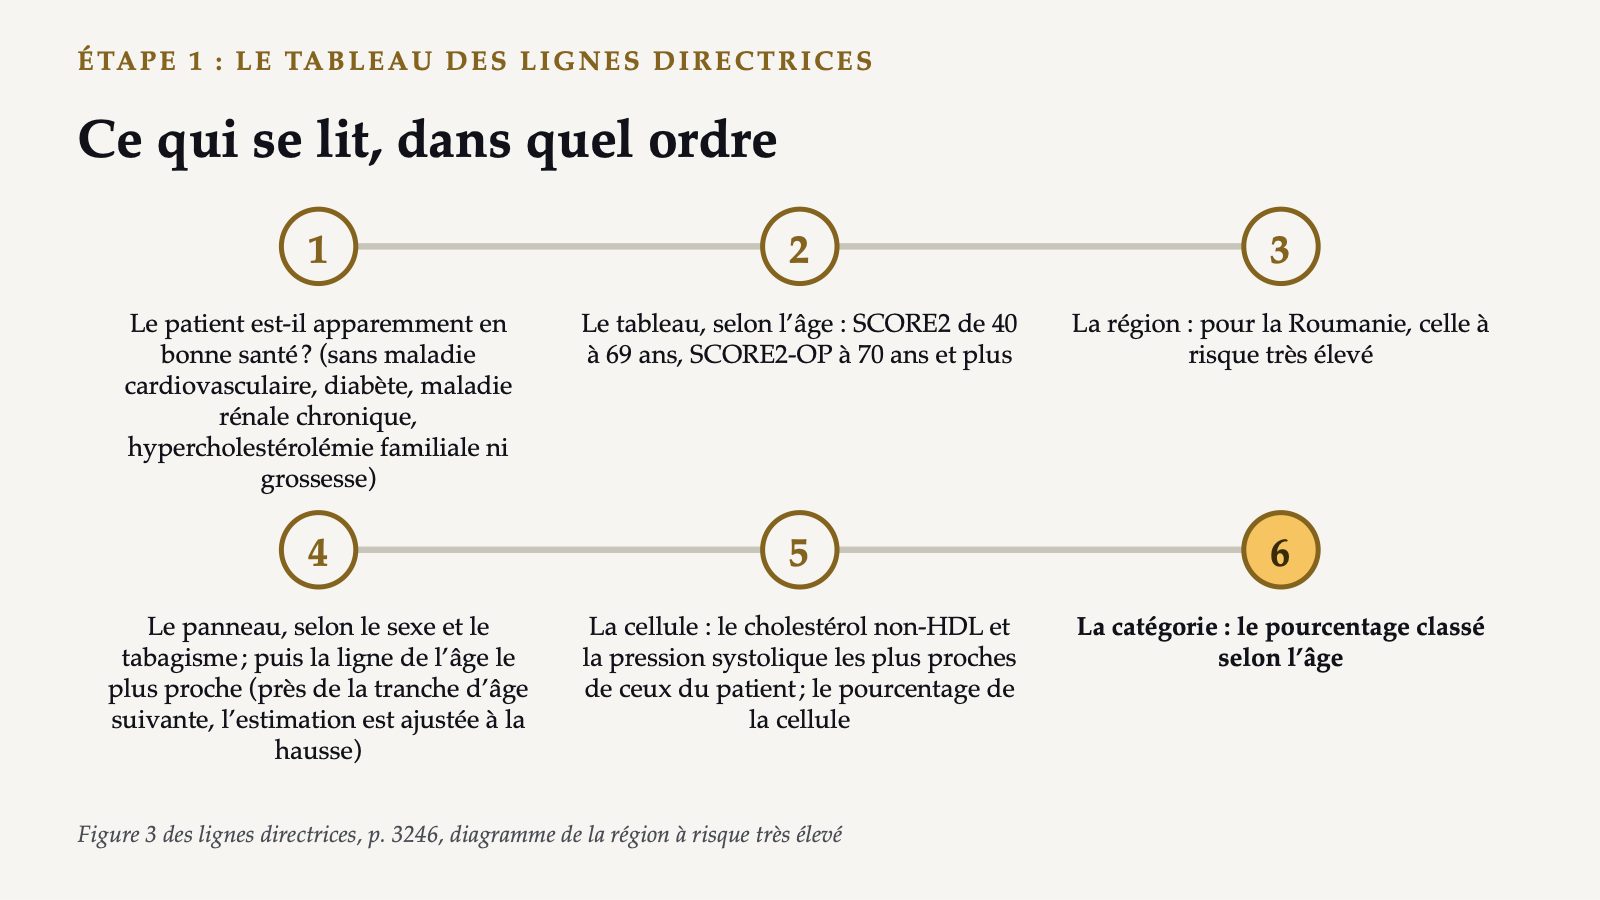 ÉTAPE 1 : LE TABLEAU DES LIGNES DIRECTRICES
Ce qui se lit, dans quel ordre
1
Le patient est-il apparemment en
bonne santé ? (sans maladie
cardiovasculaire, diabète, maladie
rénale chronique,
hypercholestérolémie familiale ni
grossesse)
2
Le tableau, selon l’âge : SCORE2 de 40
à 69 ans, SCORE2-OP à 70 ans et plus
3
La région : pour la Roumanie, celle à
risque très élevé
4
Le panneau, selon le sexe et le
tabagisme ; puis la ligne de l’âge le
plus proche (près de la tranche d’âge
suivante, l’estimation est ajustée à la
hausse)
5
La cellule : le cholestérol non-HDL et
la pression systolique les plus proches
de ceux du patient ; le pourcentage de
la cellule
6
La catégorie : le pourcentage classé
selon l’âge
Figure 3 des lignes directrices, p. 3246, diagramme de la région à risque très élevé